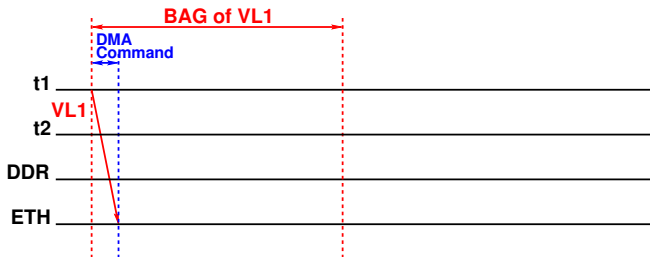 BAG of VL1
DMA
Command
t1
VL1
t2
DDR
ETH